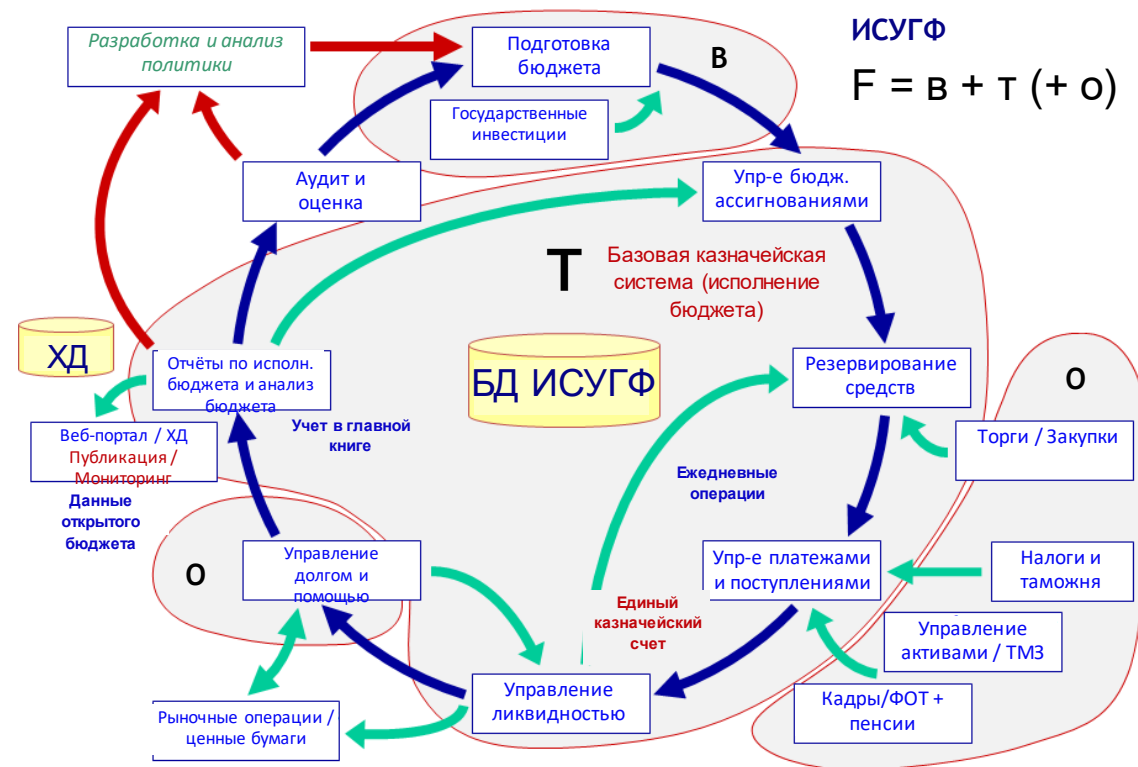 Разработка и анализ
политики
Подготовка
бюджета
В
ИСУГФ
F = в + т (+ о)
Государственные
инвестиции
Аудит и
оценка
Упр-е бюдж.
ассигнованиями
Т
Базовая казначейская
система (исполнение
бюджета)
ХД
Отчёты по исполн.
бюджета и анализ
бюджета
БД ИСУГФ
Резервирование
средств
О
Учет в главной
книге
Веб-портал / ХД
Публикация /
Мониторинг
Торги / Закупки
Данные
открытого
бюджета
Ежедневные
операции
О
Управление
долгом и
помощью
Упр-е платежами
и поступлениями
Налоги и
таможня
Единый
казначейский
счет
Управление
активами / ТМЗ
Рыночные операции /
ценные бумаги
Управление
ликвидностью
Кадры/ФОТ +
пенсии